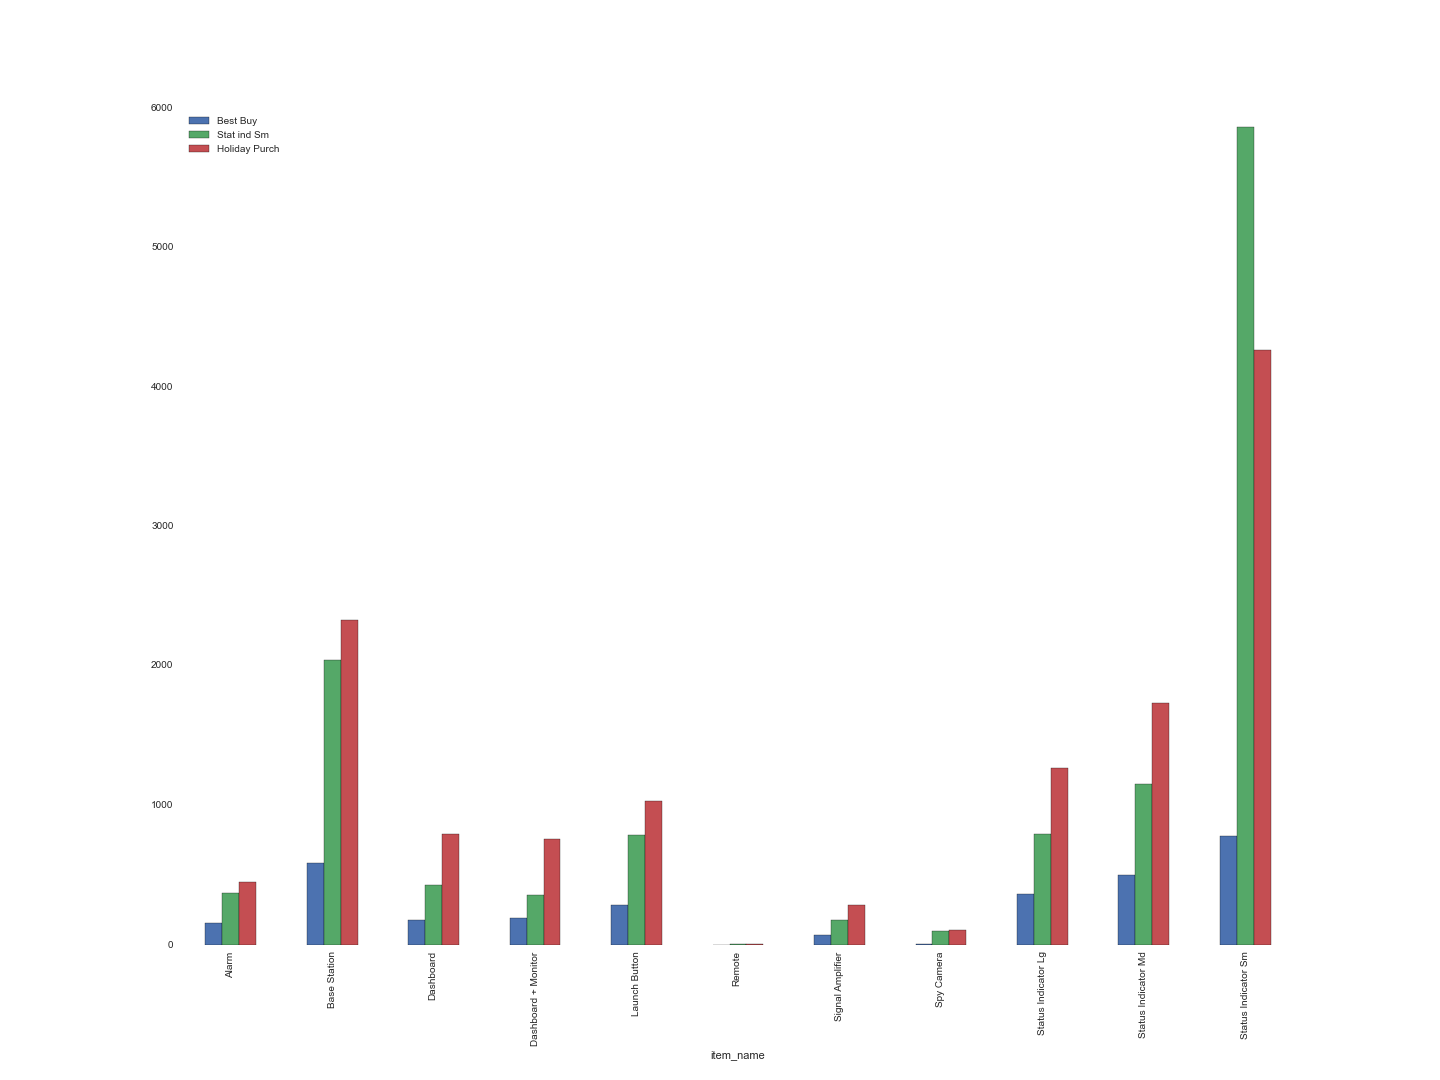 6000
Best Buy
Stat ind Sm
Holiday Purch
5000
4000
3000
2000
1000
0
Alarm
Base Station
Dashboard
Dashboard + Monitor
Launch Button
Remote
Signal Amplifier
Spy Camera
Status Indicator Lg
Status Indicator Md
Status Indicator Sm
item_name